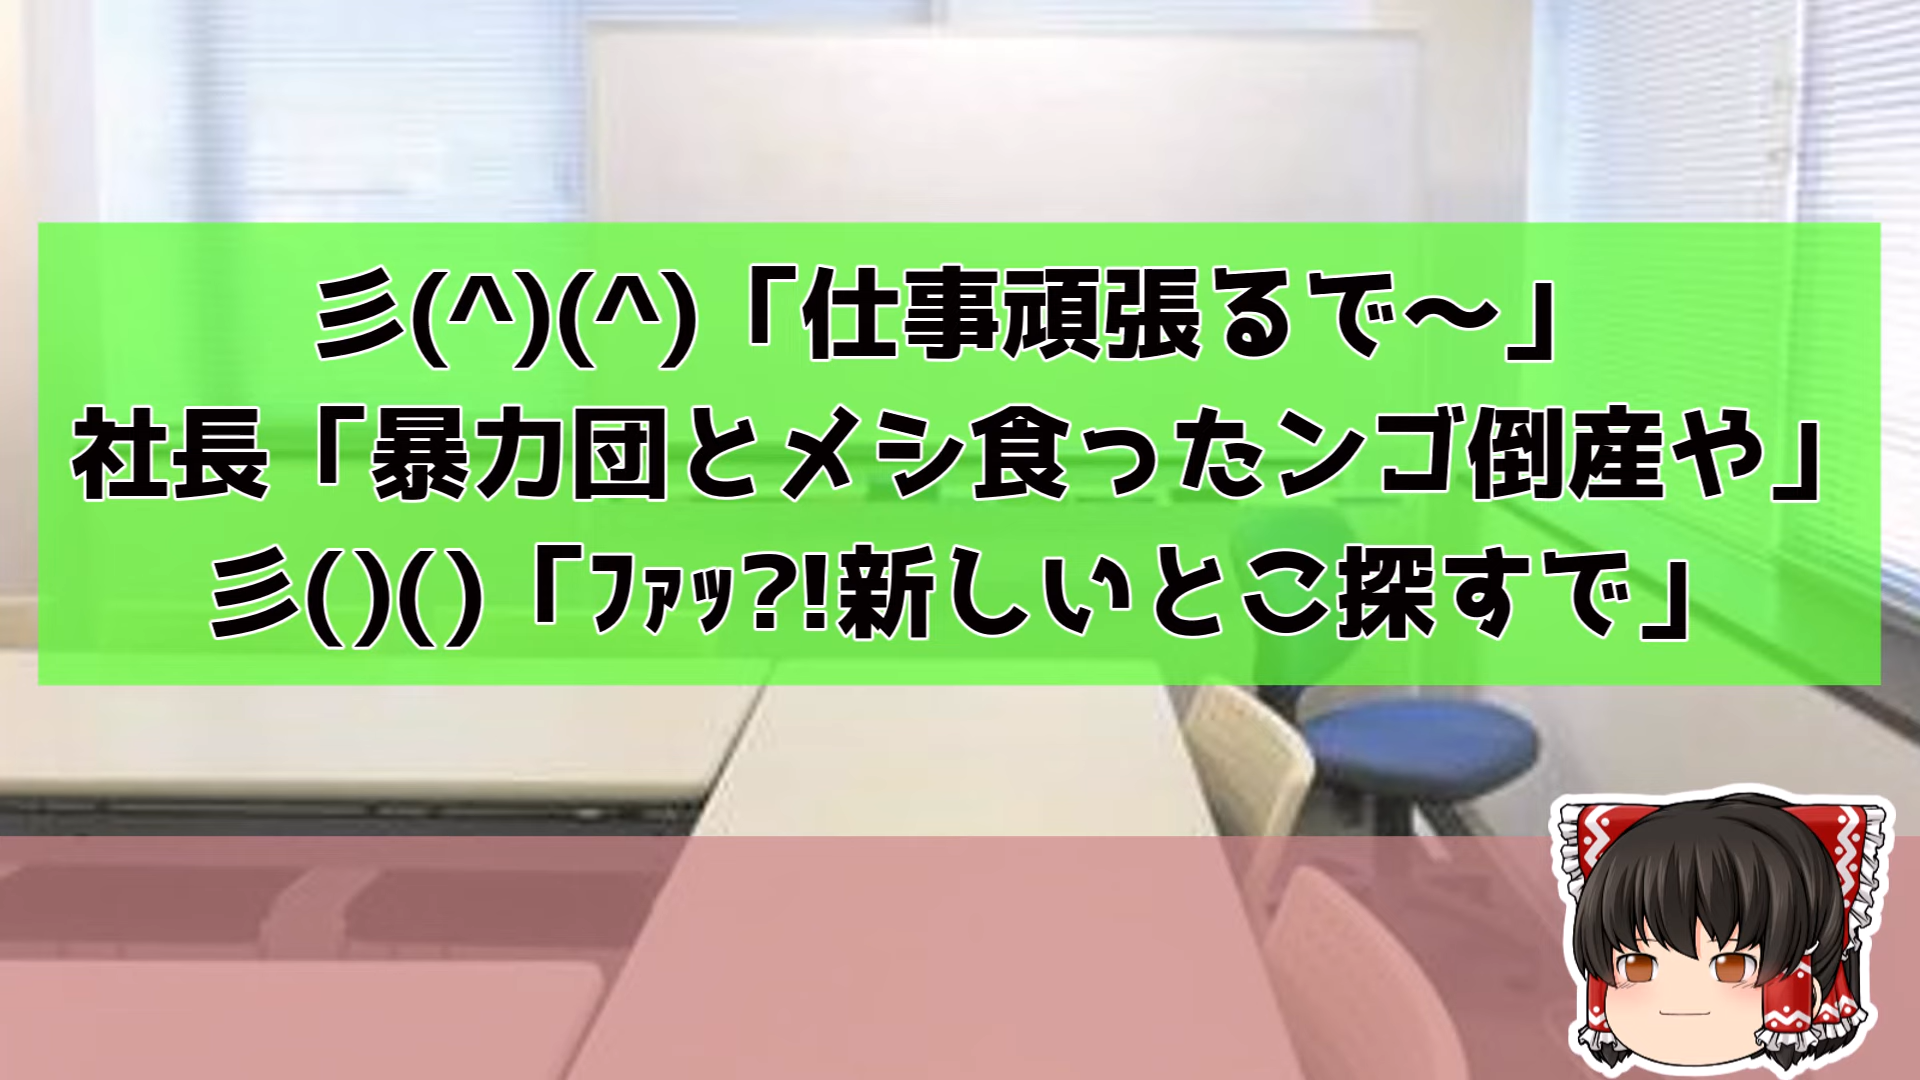 彡(^)(^)「仕事頑張るで～」
社長「暴力団とメシ食ったンゴ倒産や」
彡()()「ﾌｧｯ?!新しいとこ探すで」